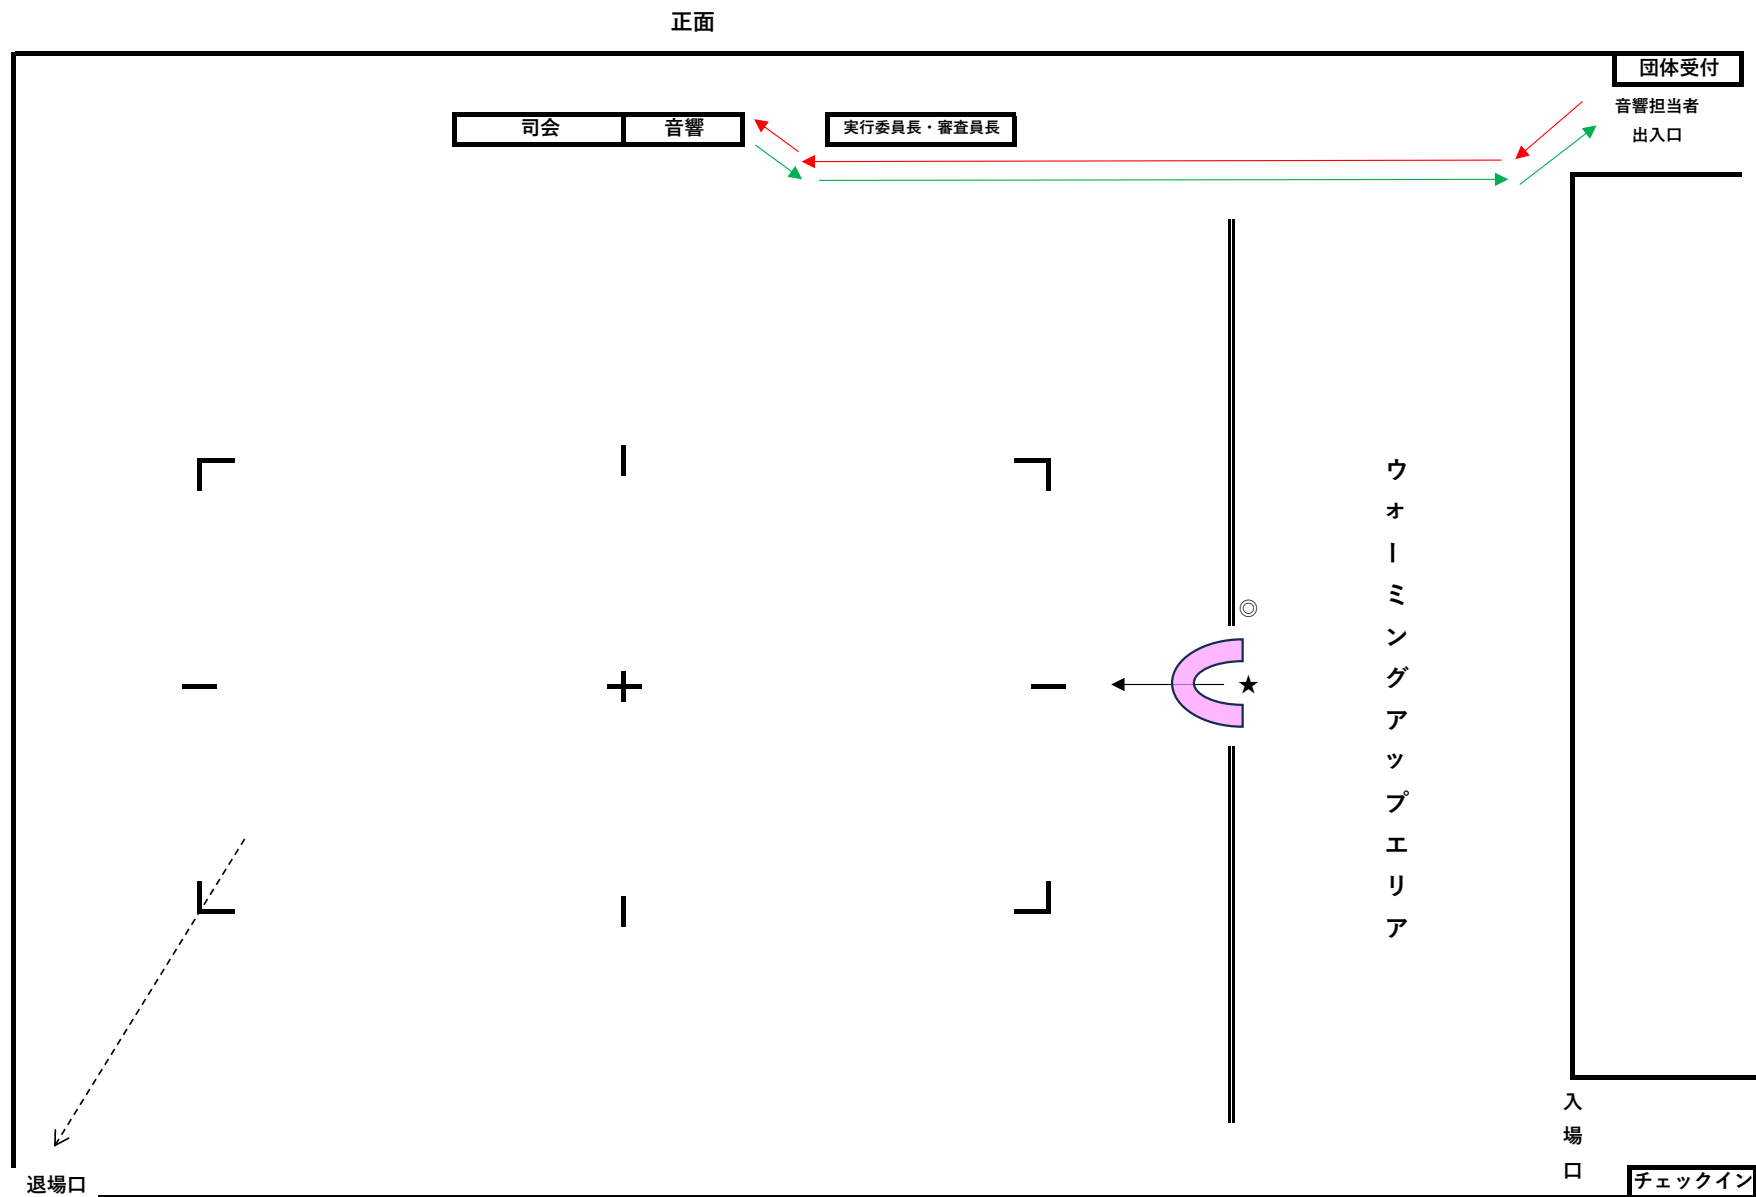 正面
団体受付
音響担当者
出入口
司会
音響
実行委員長・審査員長
ウォーミングアップエリア
◎
★
入場口
チェックイン
退場口